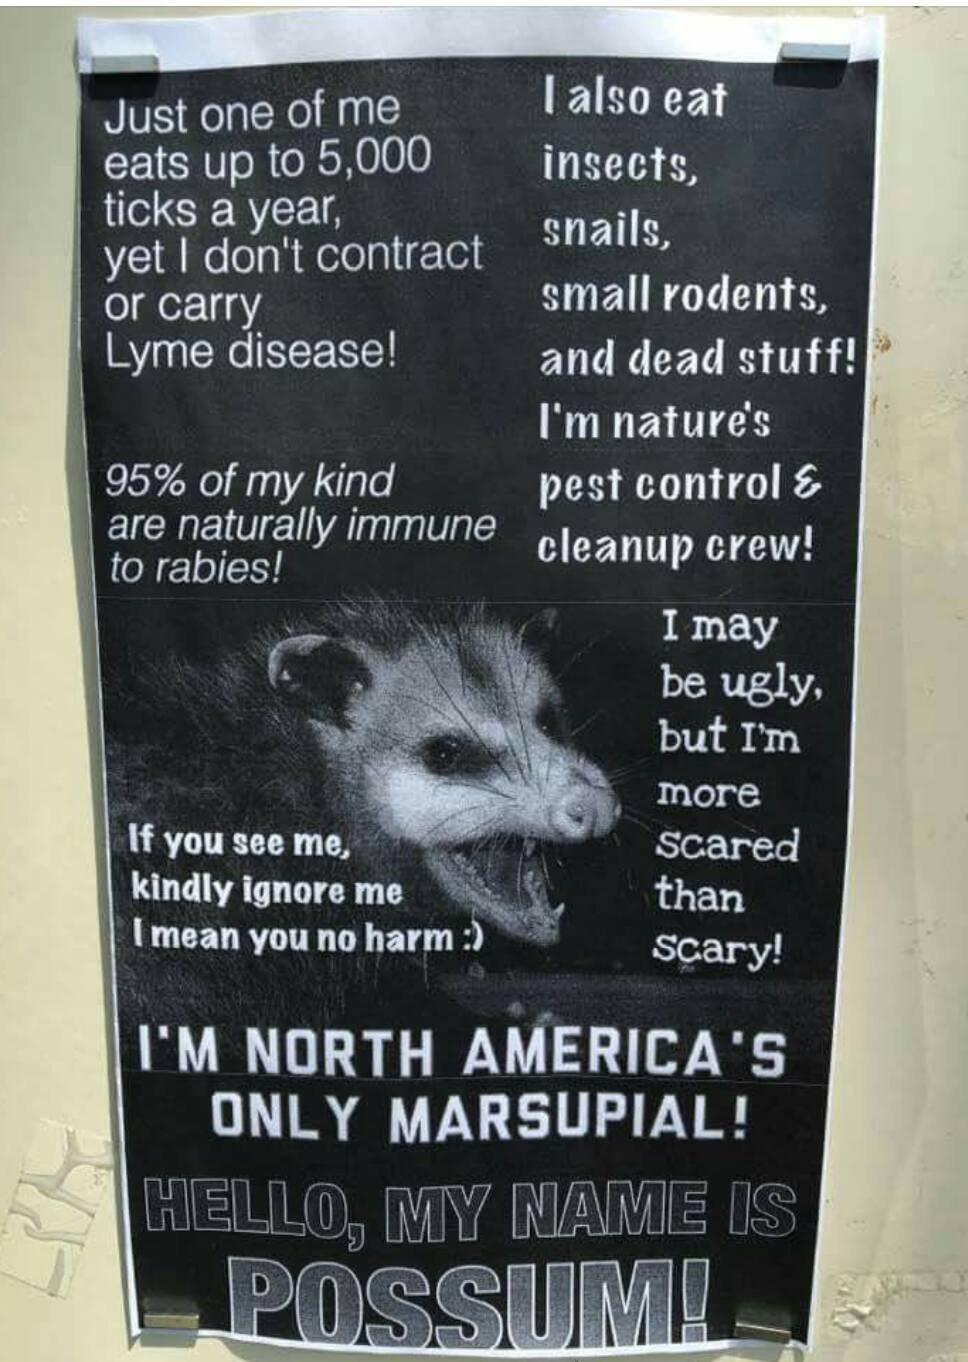 Just one of me
eats up to 5,000
ticks a year,
yet I don't contract
or carry
Lyme disease!
95% of my kind
are naturally immune
to rabies!
I also eat
insects,
snails,
small rodents,
and dead stuff!
I'm nature's
pest control &
cleanup crew!
I may
be ugly,
but I'm
more
scared
than
scary!
If you see me,
kindly ignore me
I mean you no harm :)
I'M NORTH AMERICA'S
ONLY MARSUPIAL!
HELLO, MY NAME IS
POSSUM!